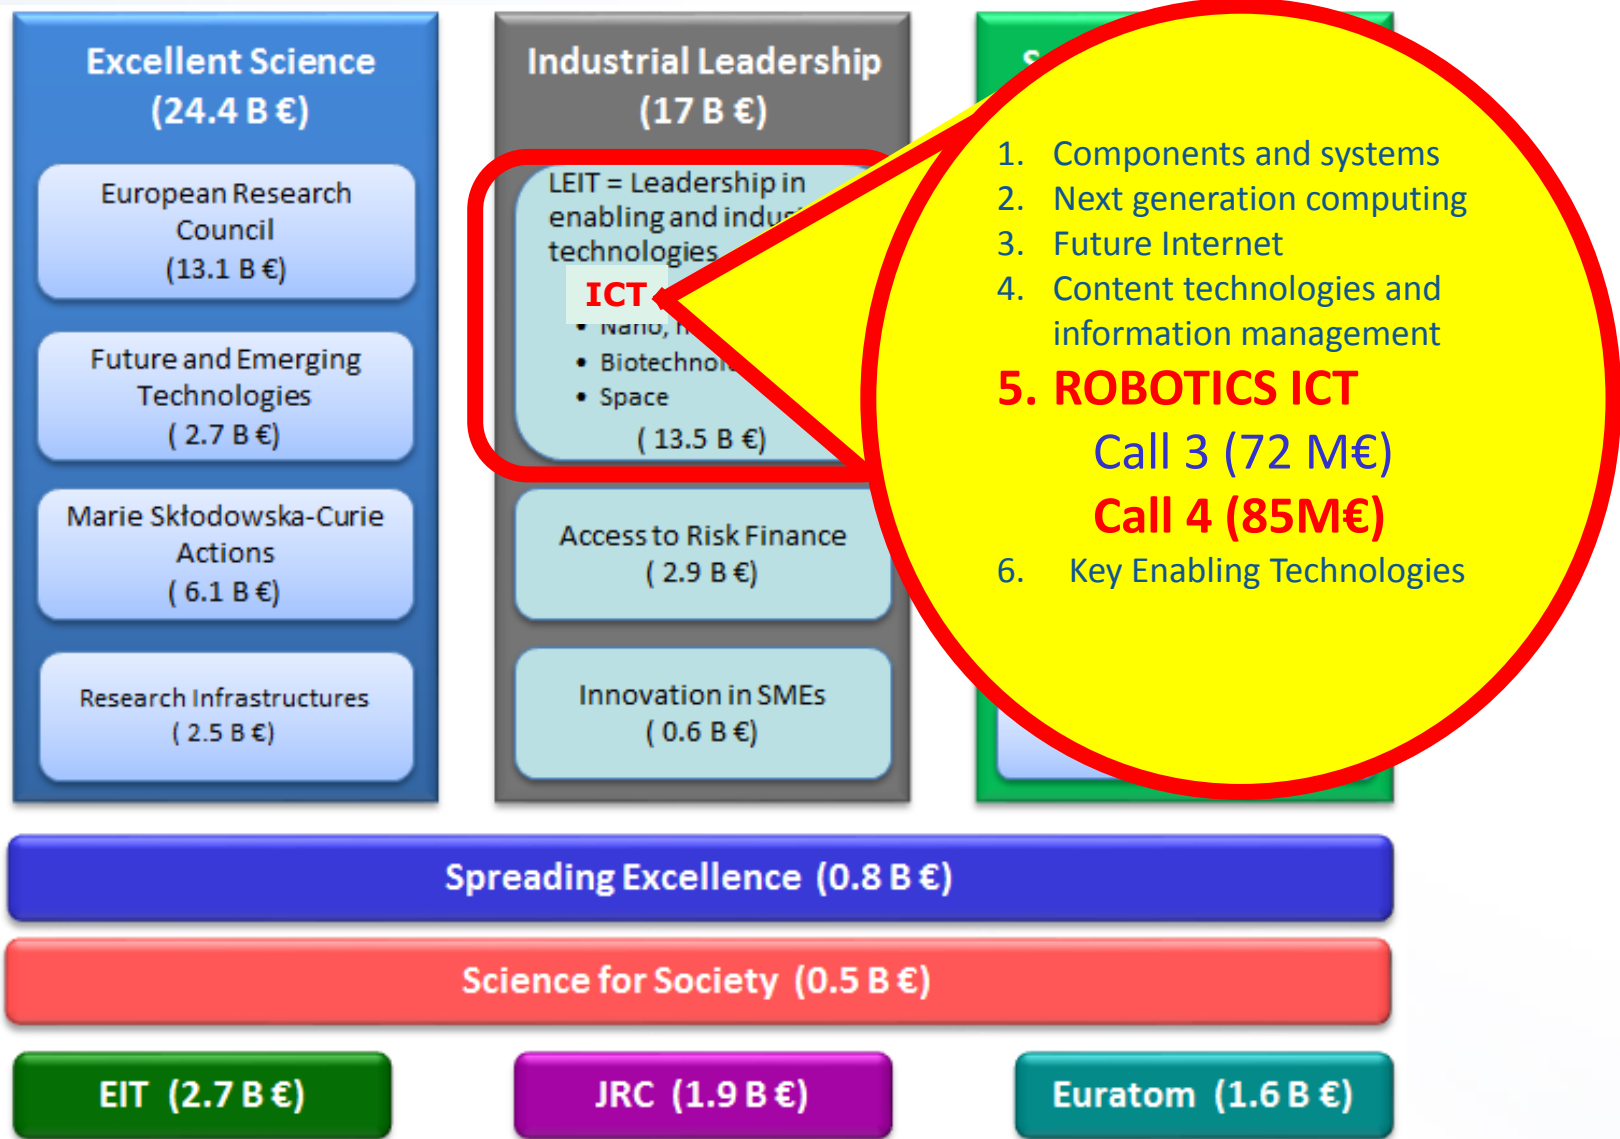 Excellent Science
(24.4 B €)
European Research
Council
(13.1 B €)
Future and Emerging
Technologies
( 2.7 B €)
Marie Skłodowska-Curie
Actions
( 6.1 B €)
Research Infrastructures
( 2.5 B €)
Industrial Leadership
(17 B €)
LEIT = Leadership in
enabling and
technologies
ICT
• Nano,
•
• Space
( 13.5 B €)
Access to Risk Finance
( 2.9 B €)
Innovation in SMEs
( 0.6 B €)
1. Components and systems
2. Next generation computing
3. Future Internet
4. Content technologies and
information management
5. ROBOTICS ICT
Call 3 (72 M€)
Call 4 (85M€)
6. Key Enabling Technologies
Spreading Excellence (0.8 B €)
Science for Society (0.5 B €)
EIT (2.7 B €)
JRC (1.9 B €)
Euratom (1.6 B €)